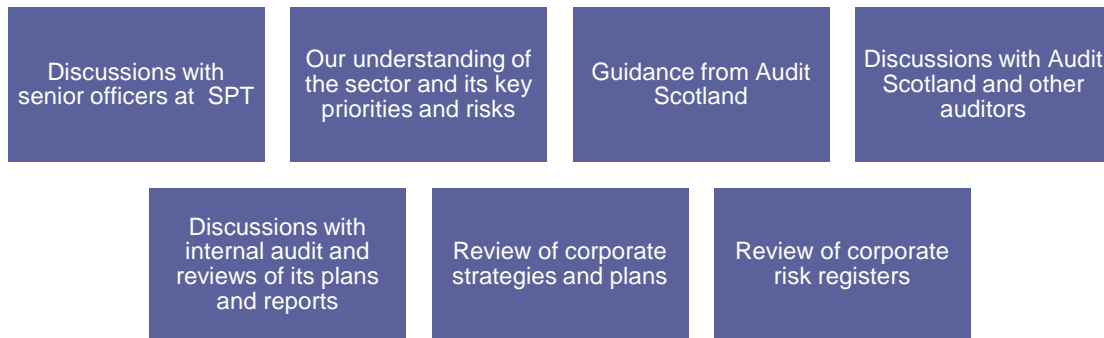 Discussions with
senior officers at SPT
Our understanding of
the sector and its key
priorities and risks
Guidance from Audit
Scotland
Discussions with Audit
Scotland and other
auditors
Discussions with
internal audit and
reviews of its plans
and reports
Review of corporate
strategies and plans
Review of corporate
risk registers